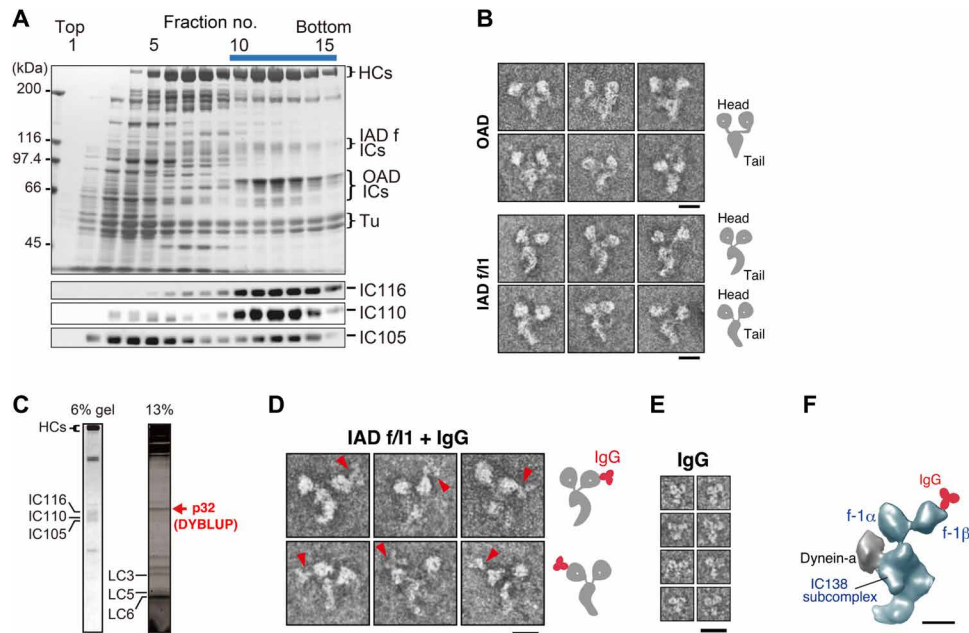 A
Top
Fraction no.
Bottom
1
5
10
15
(kDa)
200
116
97.4
66
45
HCs
IAD f
ICs
OAD
ICs
Tu
IC116
IC110
IC105
B
OAD
Head
Tail
IAD f/I1
Head
Tail
Head
Tail
C
6% gel
13%
HCs
IC116
IC110
IC105
p32
(DYBLUP)
LC3
LC5
LC6
D
IAD f/I1 + IgG
IgG
E
IgG
F
IgG
f-1α
f-1β
Dynein-a
IC138
subcomplex